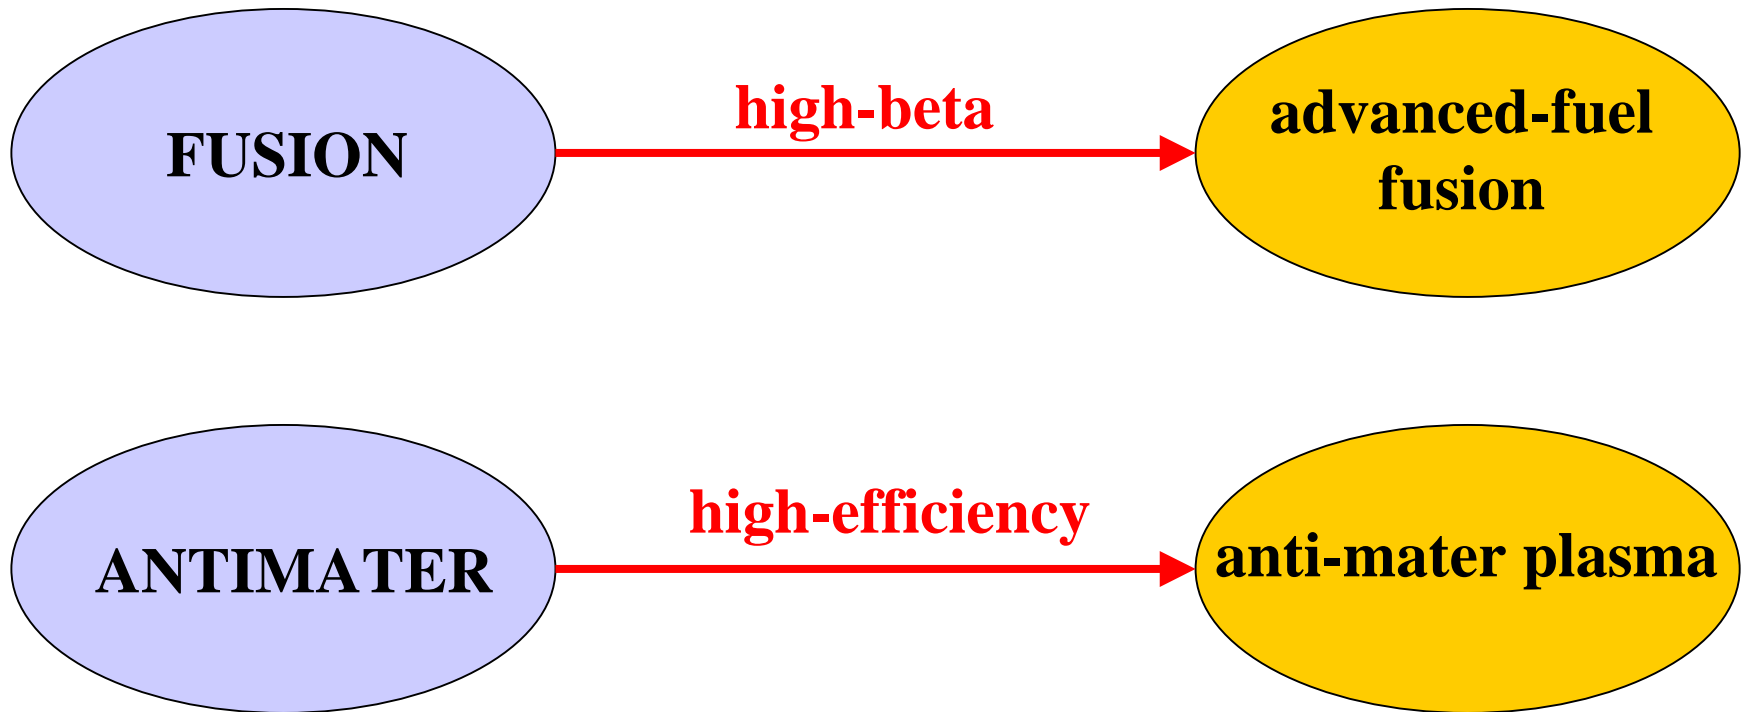 FUSION
high-beta
advanced-fuel
fusion
ANTIMATER
high-efficiency
anti-mater plasma